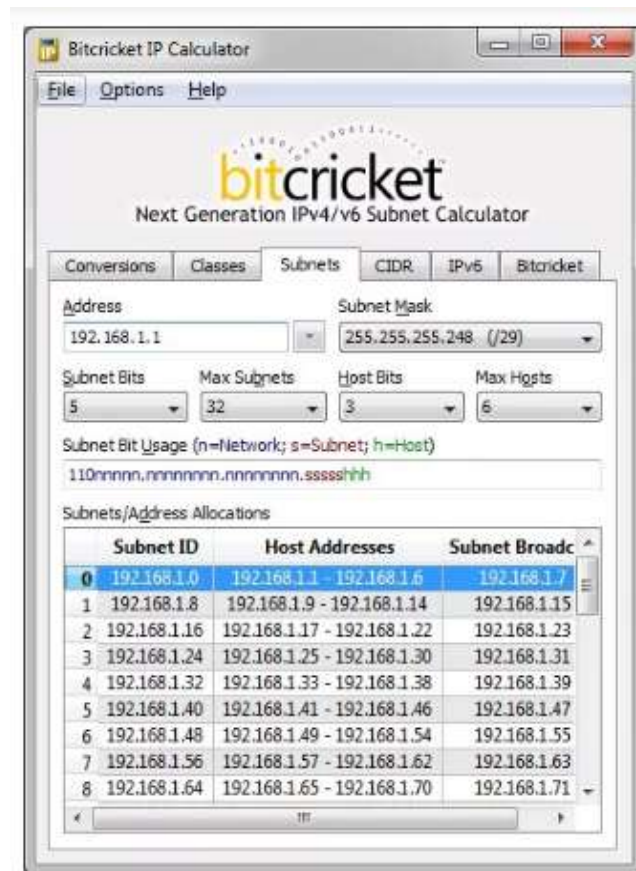 Bitcricket IP Calculator
File Options Help
bitcricket
Next Generation IPv4/v6 Subnet Calculator
Conversions Classes Subnets CIDR IPv6 Bitcricket
Address Subnet Mask
192.168.1.1 255.255.255.248 (/29)
Subnet Bits Max Subnets Host Bits Max Hosts
5 32 3 6
Subnet Bit Usage (n=Network; s=Subnet; h=Host)
110nnnnn.nnnnnnnn.nnnnnnnn.ssssshhh
Subnets/Address Allocations
Subnet ID Host Addresses Subnet Broadc
0 192.168.1.0 192.168.1.1 - 192.168.1.6 192.168.1.7
1 192.168.1.8 192.168.1.9 - 192.168.1.14 192.168.1.15
2 192.168.1.16 192.168.1.17 - 192.168.1.22 192.168.1.23
3 192.168.1.24 192.168.1.25 - 192.168.1.30 192.168.1.31
4 192.168.1.32 192.168.1.33 - 192.168.1.38 192.168.1.39
5 192.168.1.40 192.168.1.41 - 192.168.1.46 192.168.1.47
6 192.168.1.48 192.168.1.49 - 192.168.1.54 192.168.1.55
7 192.168.1.56 192.168.1.57 - 192.168.1.62 192.168.1.63
8 192.168.1.64 192.168.1.65 - 192.168.1.70 192.168.1.71